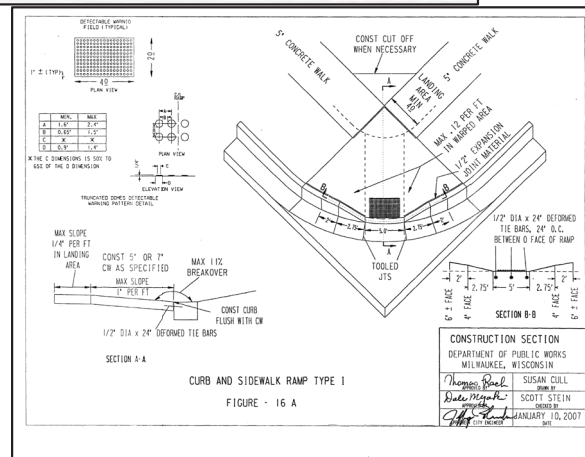 DETECTABLE WARNING
FIELD (TYPICAL)
1" ± (TYP)
PLAN VIEW
MIN. MAX
A 1.6" 2.4"
B 0.65" 1.5"
C X X
D 0.9" 1.4"
X THE C DIMENSIONS IS 50% TO
65% OF THE D DIMENSION
PLAN VIEW
ELEVATION VIEW
TRUNCATED DOMES DETECTABLE
WARNING PATTERN DETAIL
5' CONCRETE WALK
CONST CUT OFF
WHEN NECESSARY
5' CONCRETE WALK
A
LANDING
AREA
MIN
MAX .12 PER FT
IN WARPED AREA
1/2" EXPANSION
JOINT MATERIAL
B
B
2' 2.75' 5.0' 2.75' 2'
A
TOOLED
JTS
MAX SLOPE
1/4" PER FT
IN LANDING
AREA
CONST 5" OR 7"
CW AS SPECIFIED
MAX SLOPE
1" PER FT
MAX 11%
BREAKOVER
CONST CURB
FLUSH WITH CW
1/2" DIA x 24" DEFORMED TIE BARS
SECTION A-A
1/2" DIA x 24" DEFORMED
TIE BARS, 24" O.C.
BETWEEN 0 FACE OF RAMP
2' 2.75' 5' 2.75' 2'
6" ± FACE
4" FACE
4" FACE
6" ± FACE
SECTION B-B
CURB AND SIDEWALK RAMP TYPE I
FIGURE - 16 A
CONSTRUCTION SECTION
DEPARTMENT OF PUBLIC WORKS
MILWAUKEE, WISCONSIN
APPROVED BY
SUSAN CULL
DRAWN BY
SCOTT STEIN
CHECKED BY
CITY ENGINEER
JANUARY 10, 2007
DATE